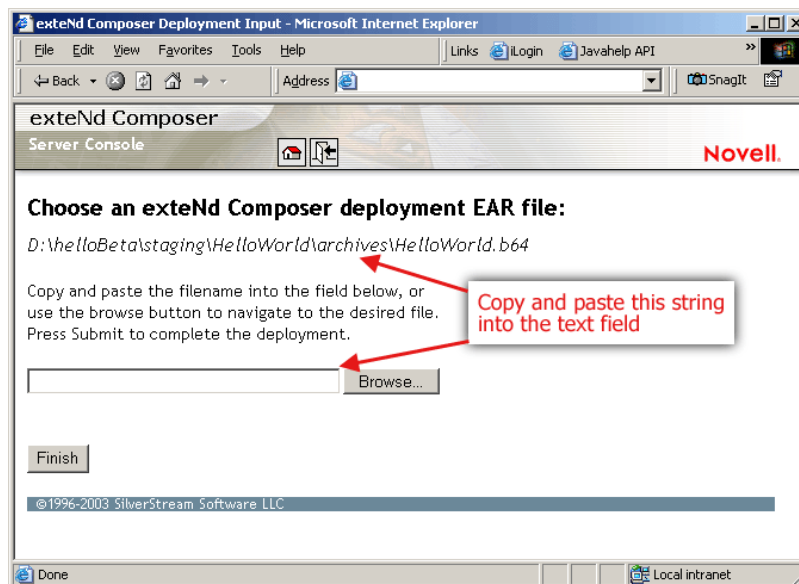 exteNd Composer Deployment Input - Microsoft Internet Explorer
File Edit View Favorites Tools Help Links iLogin Javahelp API »
Back Address SnagIt
exteNd Composer
Server Console
Novell.
Choose an exteNd Composer deployment EAR file:
D:\helloBeta\staging\HelloWorld\archives\HelloWorld.b64
Copy and paste the filename into the field below, or
use the browse button to navigate to the desired file.
Press Submit to complete the deployment.
Copy and paste this string
into the text field
Browse...
Finish
©1996-2003 SilverStream Software LLC
Done Local intranet